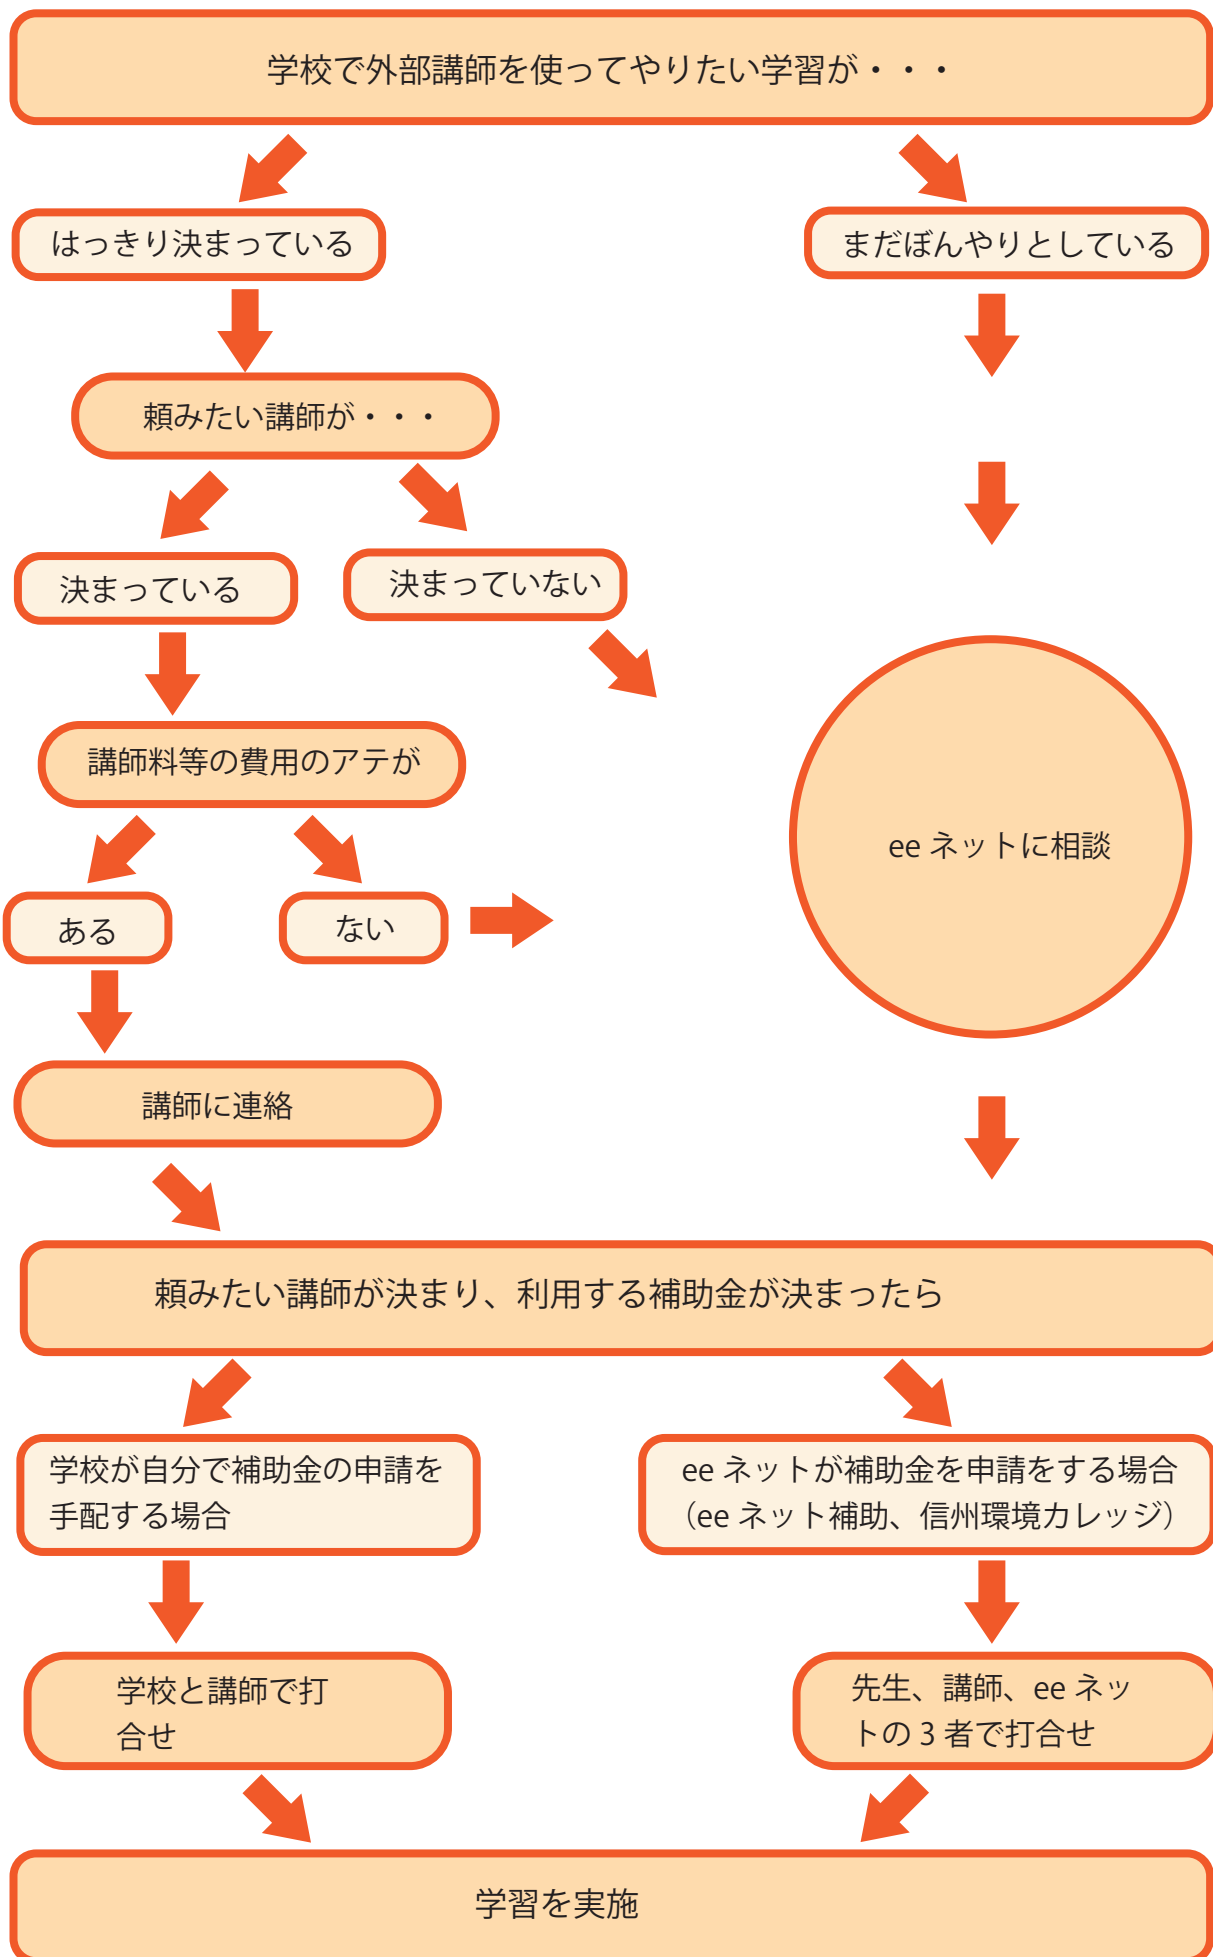 学校で外部講師を使ってやりたい学習が・・・
はっきり決まっている
まだぼんやりとしている
頼みたい講師が・・・
決まっている
決まっていない
講師料等の費用のアテが
ee ネットに相談
ある
ない
講師に連絡
頼みたい講師が決まり、利用する補助金が決まったら
学校が自分で補助金の申請を
手配する場合
ee ネットが補助金を申請をする場合
（ee ネット補助、信州環境カレッジ）
学校と講師で打
合せ
先生、講師、ee ネッ
トの 3 者で打合せ
学習を実施